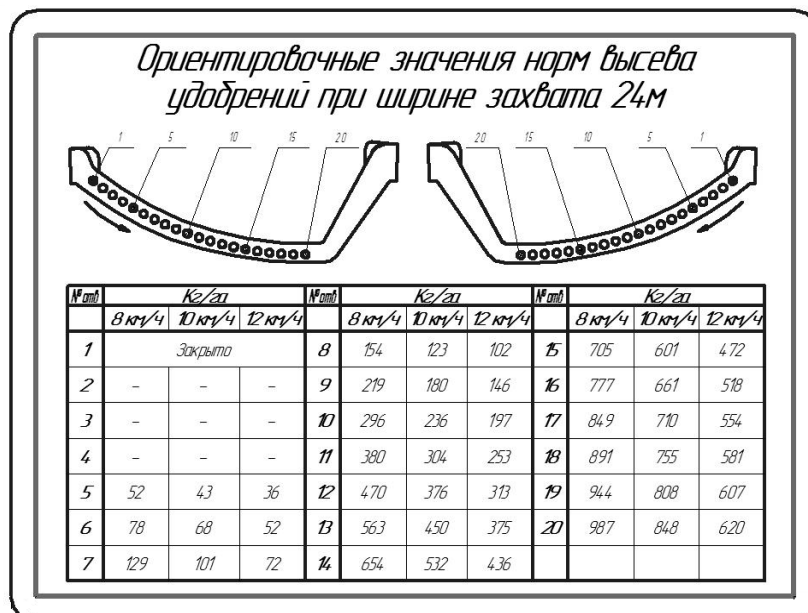 Ориентировочные значения норм высева
удобрений при ширине захвата 24м
1 5 10 15 20 20 15 10 5 1
№ отв Кг/га № отв Кг/га № отв Кг/га
8 км/ч 10 км/ч 12 км/ч 8 км/ч 10 км/ч 12 км/ч 8 км/ч 10 км/ч 12 км/ч
1 Закрыто 8 154 123 102 15 705 601 472
2 – – – 9 219 180 146 16 777 661 518
3 – – – 10 296 236 197 17 849 710 554
4 – – – 11 380 304 253 18 891 755 581
5 52 43 36 12 470 376 313 19 944 808 607
6 78 68 52 13 563 450 375 20 987 848 620
7 129 101 72 14 654 532 436